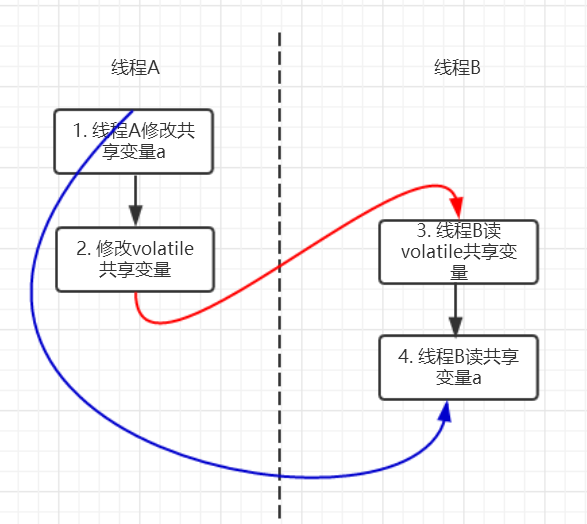 线程A
线程B
1. 线程A修改共
享变量a
2. 修改volatile
共享变量
3. 线程B读
volatile共享变
量
4. 线程B读共享
变量a